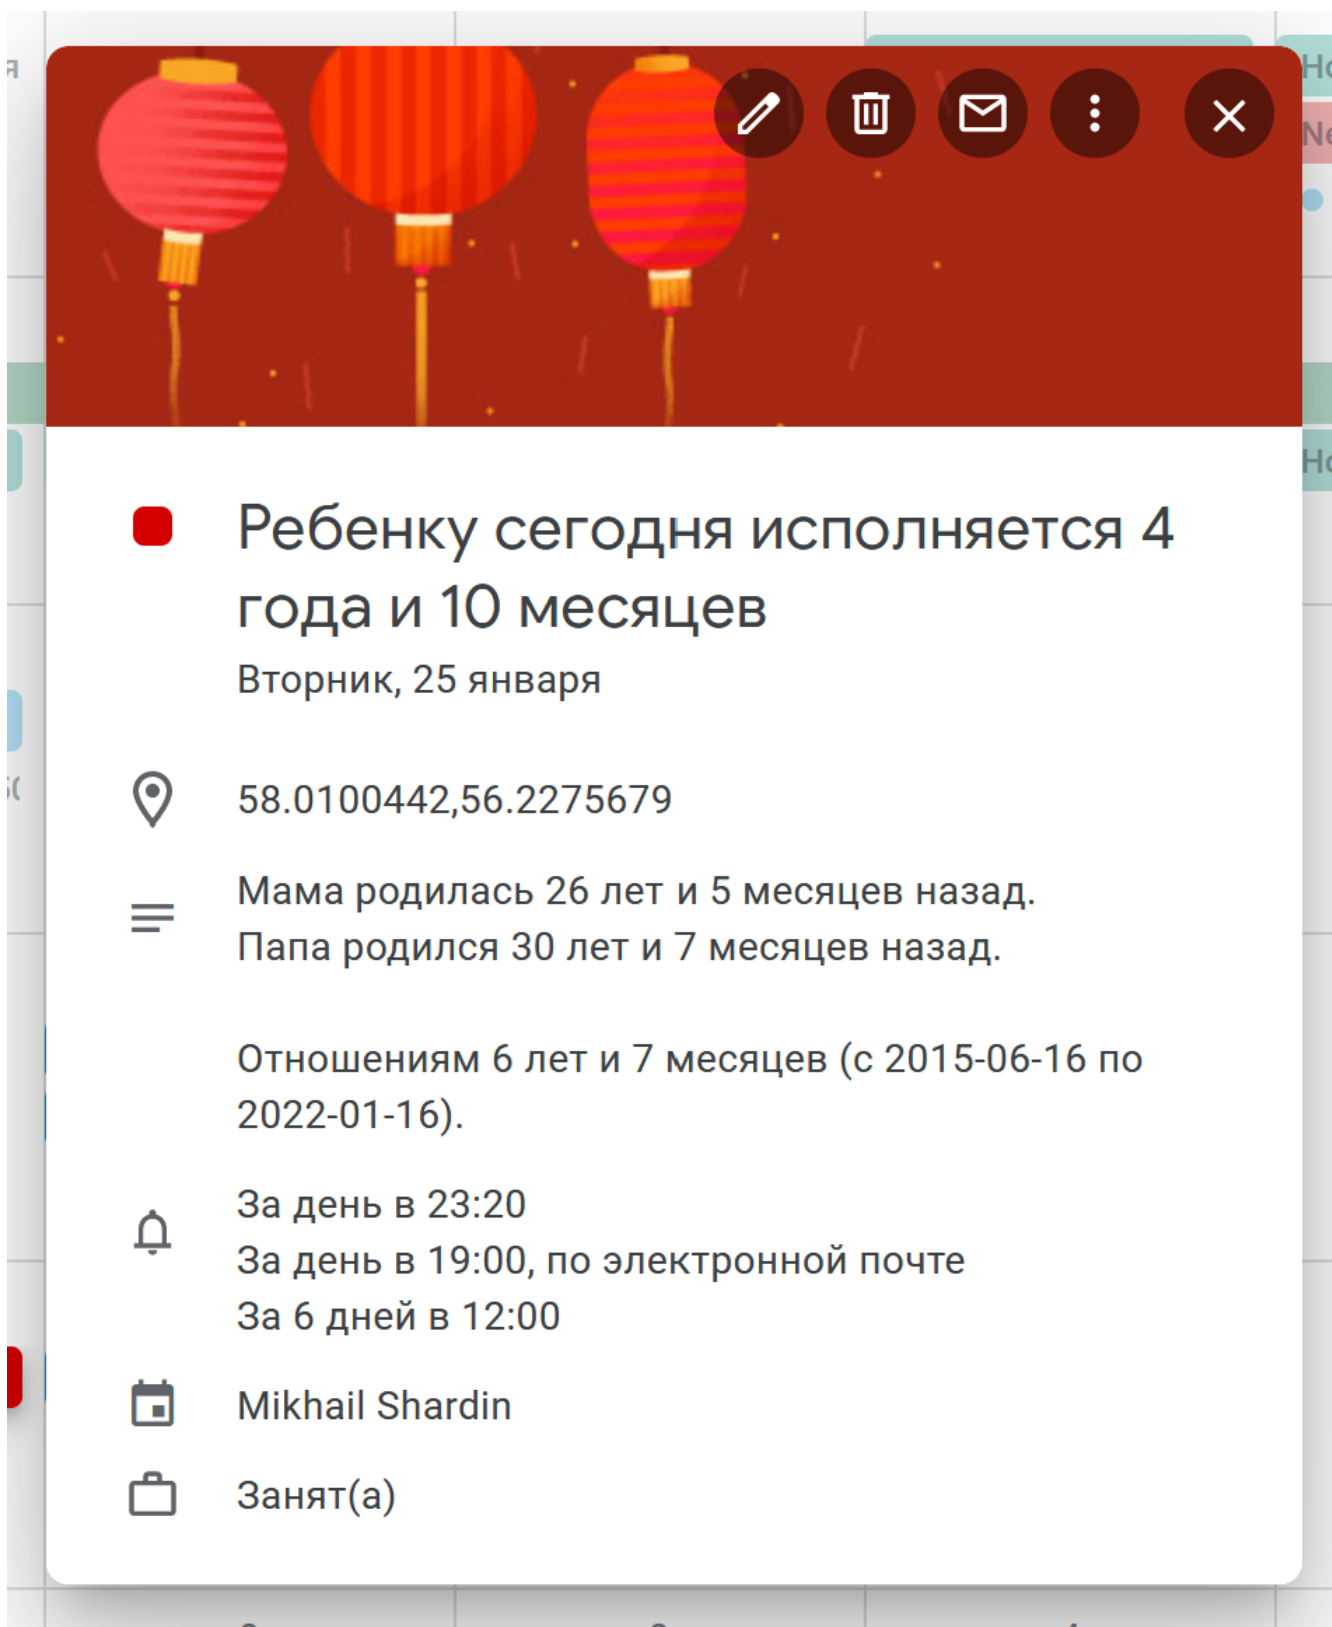 я
Ребенку сегодня исполняется 4
года и 10 месяцев
Вторник, 25 января
58.0100442,56.2275679
Мама родилась 26 лет и 5 месяцев назад.
Папа родился 30 лет и 7 месяцев назад.
Отношениям 6 лет и 7 месяцев (с 2015-06-16 по
2022-01-16).
За день в 23:20
За день в 19:00, по электронной почте
За 6 дней в 12:00
Mikhail Shardin
Занят(а)